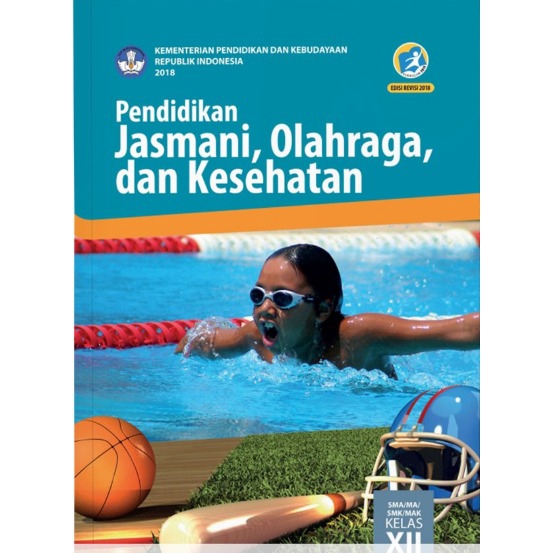 KEMENTERIAN PENDIDIKAN DAN KEBUDAYAAN
REPUBLIK INDONESIA
2018
EDISI REVISI 2018
Pendidikan
Jasmani, Olahraga,
dan Kesehatan
SMA/MA/
SMK/MAK
KELAS
XII